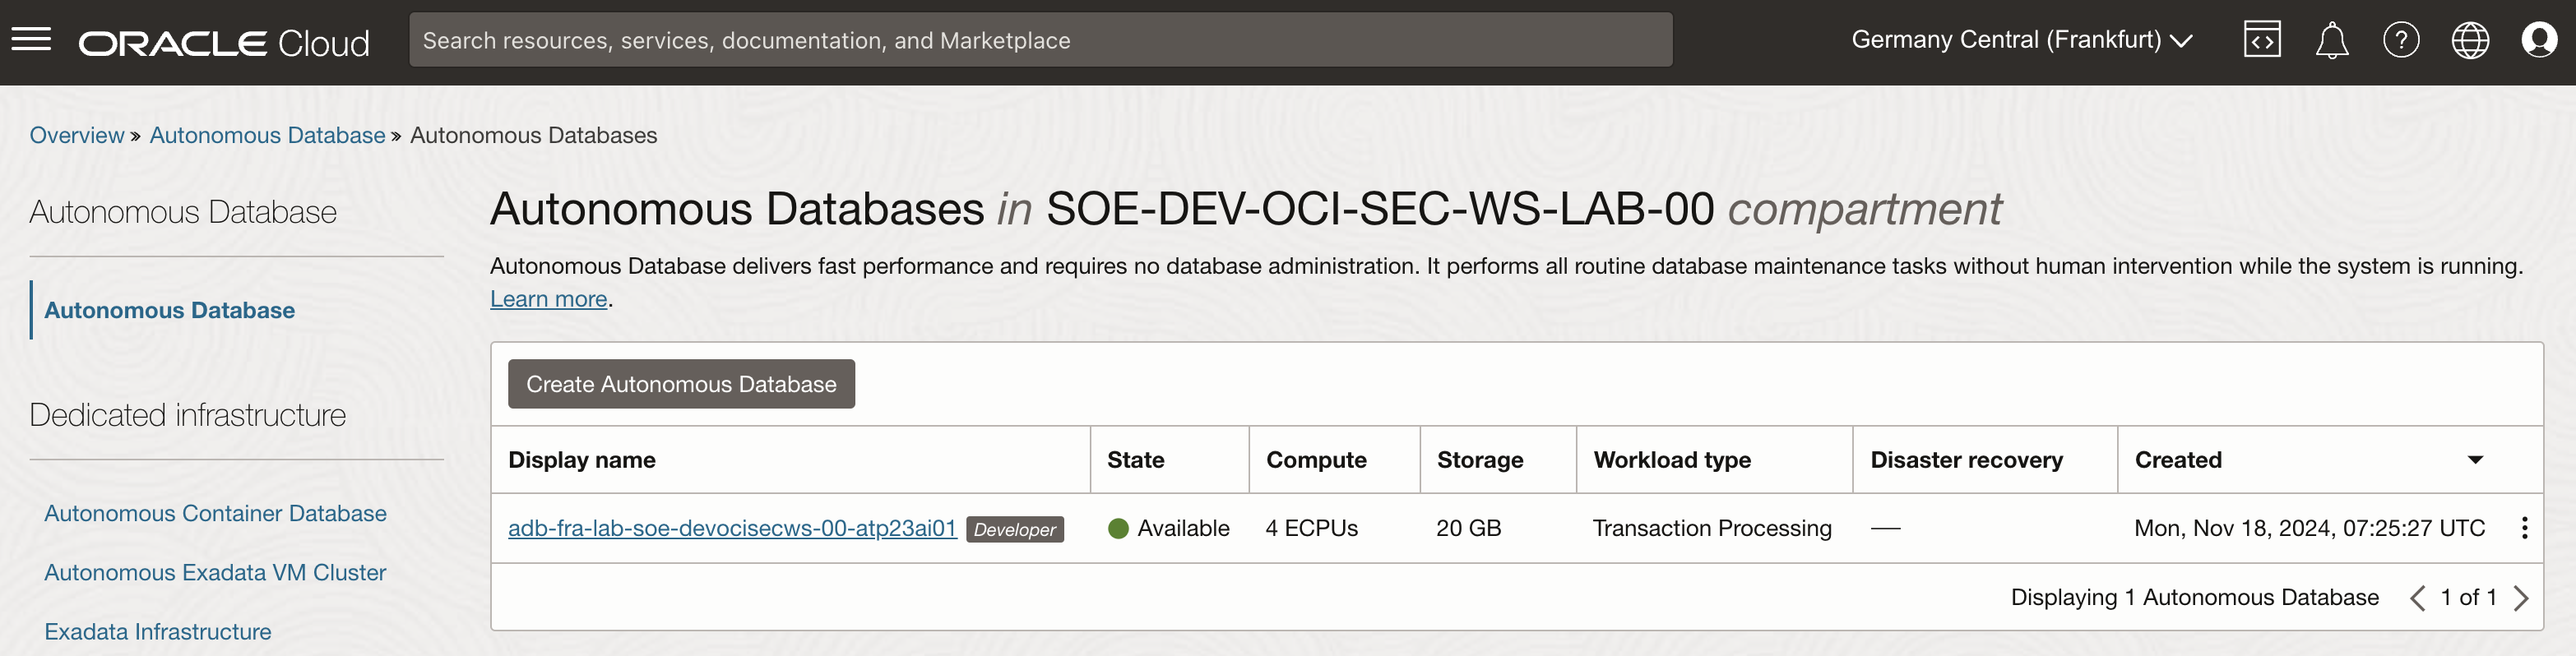 ORACLE Cloud
Search resources, services, documentation, and Marketplace
Germany Central (Frankfurt)
Overview » Autonomous Database » Autonomous Databases
Autonomous Database
Autonomous Database
Dedicated infrastructure
Autonomous Container Database
Autonomous Exadata VM Cluster
Exadata Infrastructure
Autonomous Databases in SOE-DEV-OCI-SEC-WS-LAB-00 compartment
Autonomous Database delivers fast performance and requires no database administration. It performs all routine database maintenance tasks without human intervention while the system is running.
Learn more.
Create Autonomous Database
Display name State Compute Storage Workload type Disaster recovery Created
adb-fra-lab-soe-devocisecws-00-atp23ai01 Developer Available 4 ECPUs 20 GB Transaction Processing — Mon, Nov 18, 2024, 07:25:27 UTC
Displaying 1 Autonomous Database < 1 of 1 >